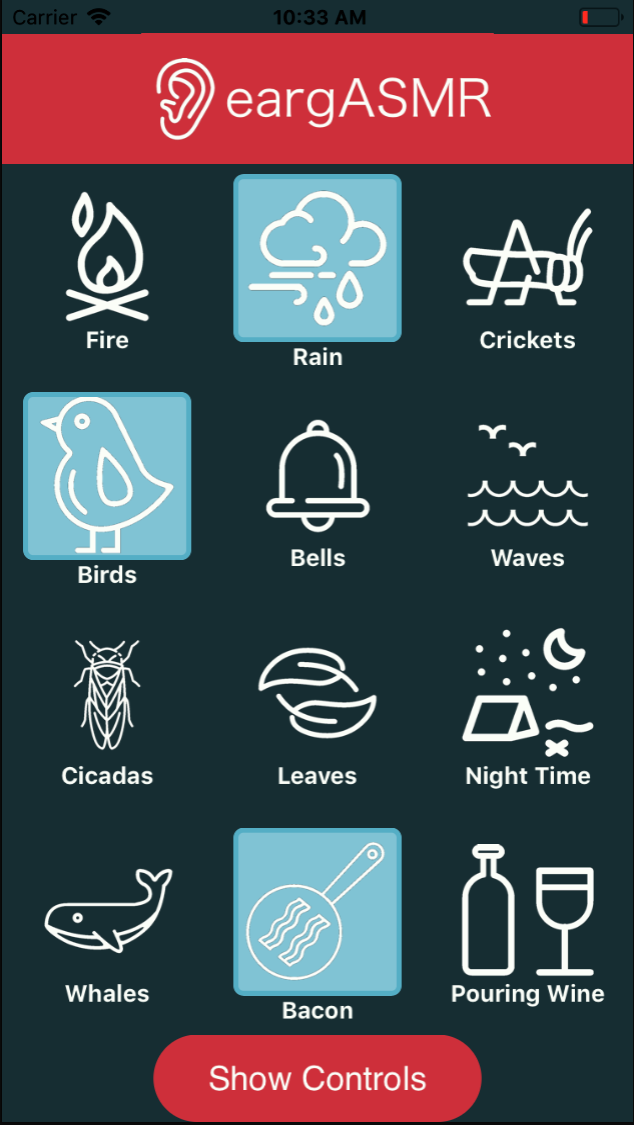 Carrier 10:33 AM
eargASMR
Fire
Rain
Crickets
Birds
Bells
Waves
Cicadas
Leaves
Night Time
Whales
Bacon
Pouring Wine
Show Controls